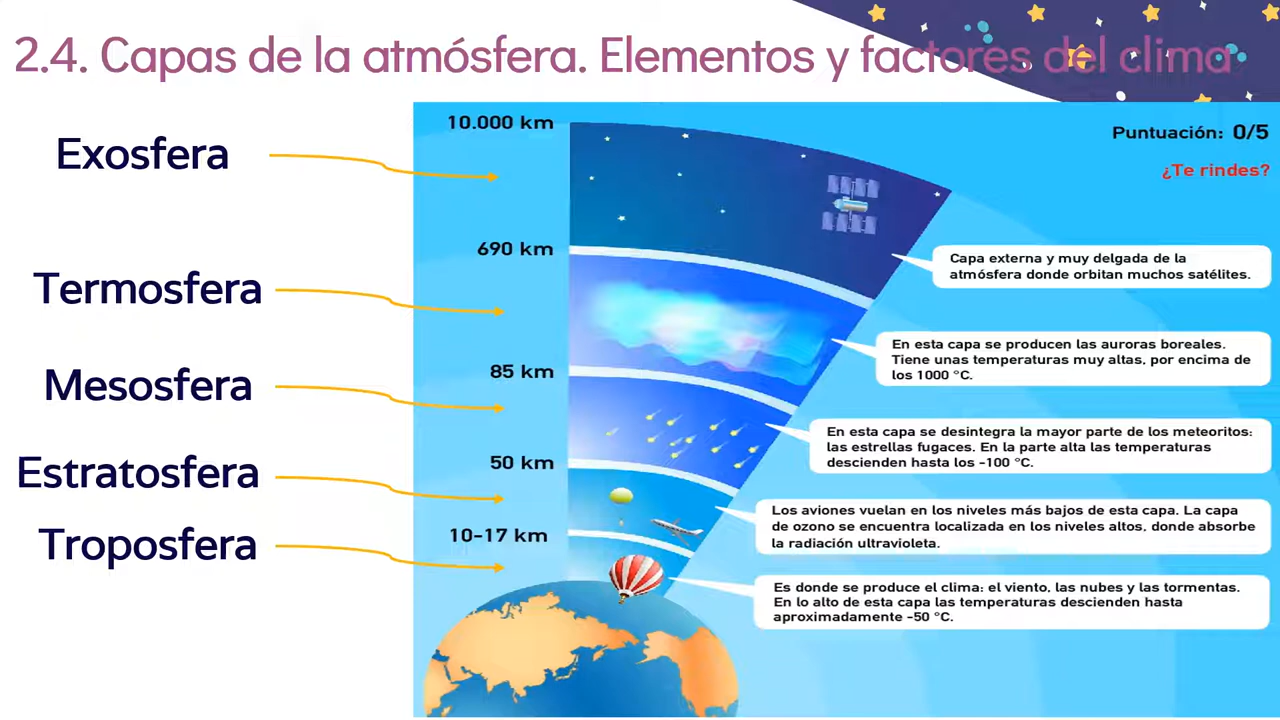 2.4. Capas de la atmósfera. Elementos y factores del clima
Exosfera
Termosfera
Mesosfera
Estratosfera
Troposfera
10.000 km
690 km
85 km
50 km
10-17 km
Puntuación: 0/5
¿Te rindes?
Capa externa y muy delgada de la
atmósfera donde orbitan muchos satélites.
En esta capa se producen las auroras boreales.
Tiene unas temperaturas muy altas, por encima de
los 1000 °C.
En esta capa se desintegra la mayor parte de los meteoritos:
las estrellas fugaces. En la parte alta las temperaturas
descienden hasta los -100 °C.
Los aviones vuelan en los niveles más bajos de esta capa. La capa
de ozono se encuentra localizada en los niveles altos, donde absorbe
la radiación ultravioleta.
Es donde se produce el clima: el viento, las nubes y las tormentas.
En lo alto de esta capa las temperaturas descienden hasta
aproximadamente -50 °C.